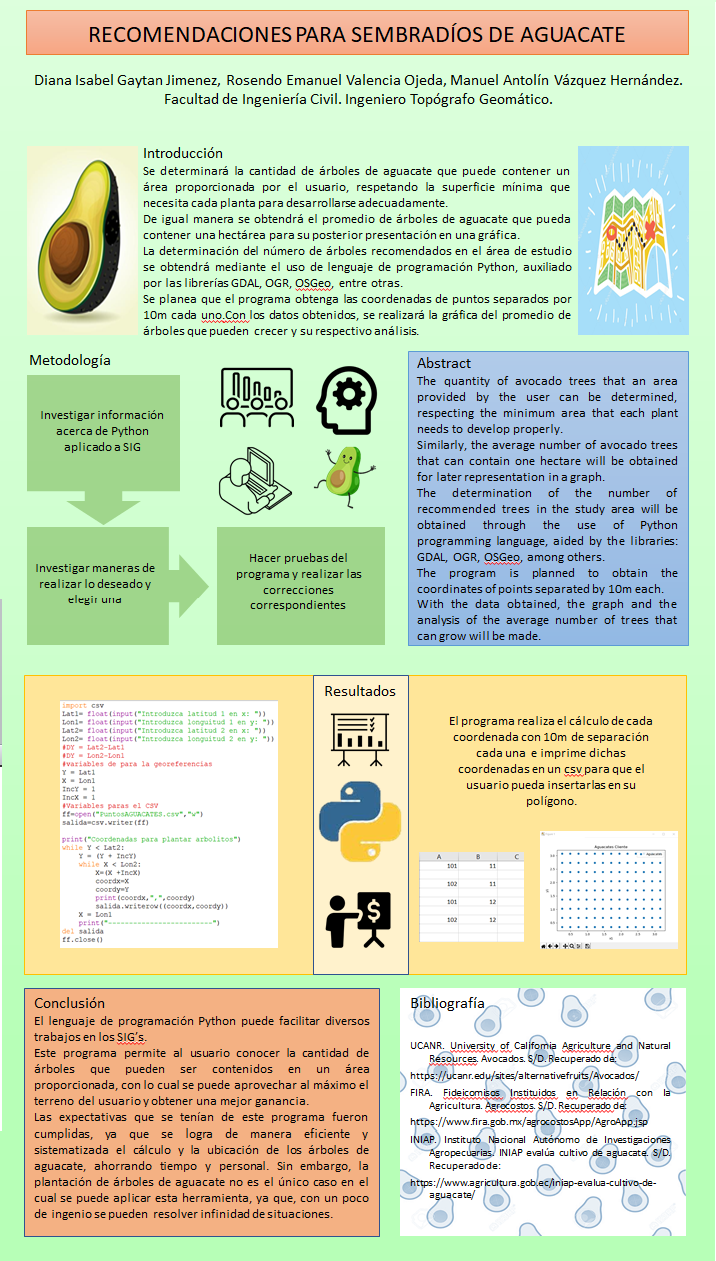 RECOMENDACIONES PARA SEMBRADÍOS DE AGUACATE
Diana Isabel Gaytan Jimenez, Rosendo Emanuel Valencia Ojeda, Manuel Antolín Vázquez Hernández.
Facultad de Ingeniería Civil. Ingeniero Topógrafo Geomático.
Introducción
Se determinará la cantidad de árboles de aguacate que puede contener un
área proporcionada por el usuario, respetando la superficie mínima que
necesita cada planta para desarrollarse adecuadamente.
De igual manera se obtendrá el promedio de árboles de aguacate que pueda
contener una hectárea para su posterior presentación en una gráfica.
La determinación del número de árboles recomendados en el área de estudio
se obtendrá mediante el uso de lenguaje de programación Python, auxiliado
por las librerías GDAL, OGR, OSGeo, entre otras.
Se planea que el programa obtenga las coordenadas de puntos separados por
10m cada uno.Con los datos obtenidos, se realizará la gráfica del promedio de
árboles que pueden crecer y su respectivo análisis.
Metodología
Investigar información
acerca de Python
aplicado a SIG
Investigar maneras de
realizar lo deseado y
elegir una
Hacer pruebas del
programa y realizar las
correcciones
correspondientes
Abstract
The quantity of avocado trees that an area
provided by the user can be determined,
respecting the minimum area that each plant
needs to develop properly.
Similarly, the average number of avocado trees
that can contain one hectare will be obtained
for later representation in a graph.
The determination of the number of
recommended trees in the study area will be
obtained through the use of Python
programming language, aided by the libraries:
GDAL, OGR, OSGeo, among others.
The program is planned to obtain the
coordinates of points separated by 10m each.
With the data obtained, the graph and the
analysis of the average number of trees that
can grow will be made.
import csv
Lat1= float(input("Introduzca latitud 1 en x: "))
Lon1= float(input("Introduzca longuitud 1 en y: "))
Lat2= float(input("Introduzca latitud 2 en x: "))
Lon2= float(input("Introduzca longuitud 2 en y: "))
#DY = Lat2-Lat1
#DY = Lon2-Lon1
#variables de para la georeferencias
Y = Lat1
X = Lon1
IncY = 1
IncX = 1
#Variables paras el CSV
ff=open("PuntosAGUACATES.csv","w")
salida=csv.writer(ff)
print("Coordenadas para plantar arbolitos")
while Y < Lat2:
Y = (Y + IncY)
while X < Lon2:
X=(X +IncX)
coordx=X
coordy=Y
print(coordx,",",coordy)
salida.writerow((coordx,coordy))
X = Lon1
print("-------------------------")
del salida
ff.close()
Resultados
El programa realiza el cálculo de cada
coordenada con 10m de separación
cada una e imprime dichas
coordenadas en un csv para que el
usuario pueda insertarlas en su
polígono.
A B C
101 11
102 11
101 12
102 12
Aguacates Cliente
Conclusión
El lenguaje de programación Python puede facilitar diversos
trabajos en los SIG’s.
Este programa permite al usuario conocer la cantidad de
árboles que pueden ser contenidos en un área
proporcionada, con lo cual se puede aprovechar al máximo el
terreno del usuario y obtener una mejor ganancia.
Las expectativas que se tenían de este programa fueron
cumplidas, ya que se logra de manera eficiente y
sistematizada el cálculo y la ubicación de los árboles de
aguacate, ahorrando tiempo y personal. Sin embargo, la
plantación de árboles de aguacate no es el único caso en el
cual se puede aplicar esta herramienta, ya que, con un poco
de ingenio se pueden resolver infinidad de situaciones.
Bibliografía
UCANR. University of California Agriculture and Natural
Resources. Avocados. S/D. Recuperado de:
https://ucanr.edu/sites/alternativefruits/Avocados/
FIRA. Fideicomisos Instituidos en Relación con la
Agricultura. Agrocostos. S/D. Recuperado de:
https://www.fira.gob.mx/agrocostosApp/AgroApp.jsp
INIAP. Instituto Nacional Autónomo de Investigaciones
Agropecuarias. INIAP evalúa cultivo de aguacate. S/D.
Recuperado de:
https://www.agricultura.gob.ec/iniap-evalua-cultivo-de-
aguacate/